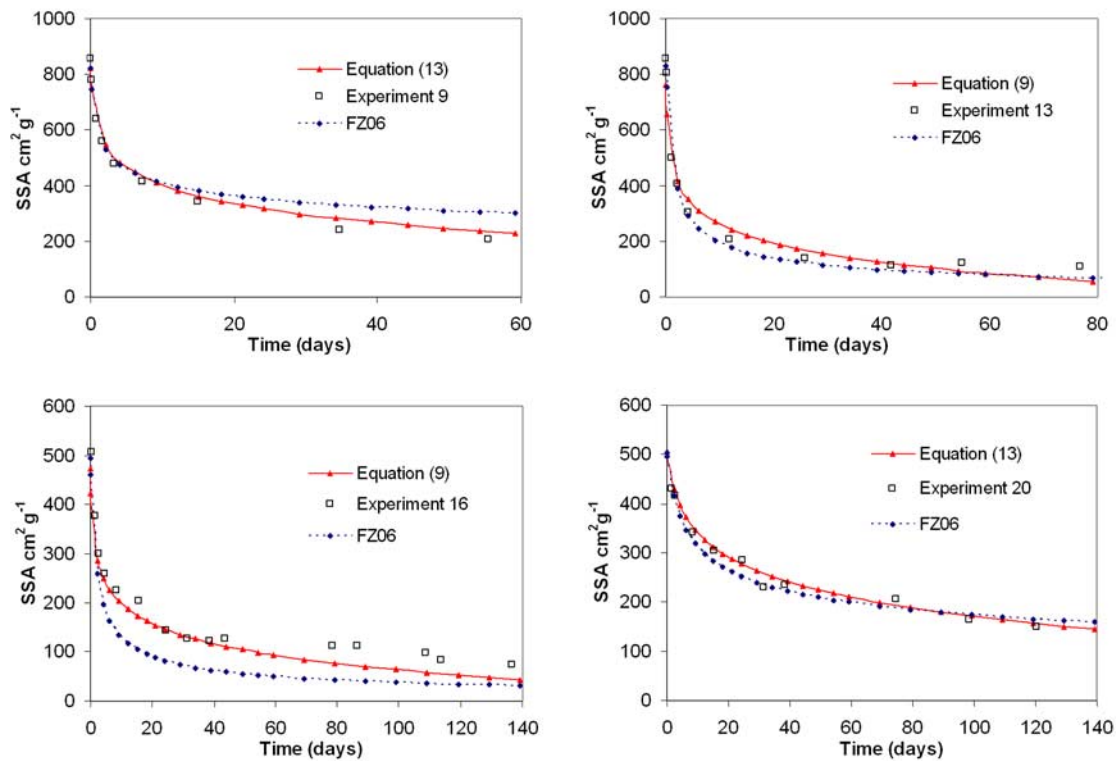 1000
800
600
400
200
0
SSA cm² g⁻¹
Equation (13)
Experiment 9
FZ06
0 20 40 60
Time (days)
1000
800
600
400
200
0
SSA cm² g⁻¹
Equation (9)
Experiment 13
FZ06
0 20 40 60 80
Time (days)
600
500
400
300
200
100
0
SSA cm² g⁻¹
Equation (9)
Experiment 16
FZ06
0 20 40 60 80 100 120 140
Time (days)
600
500
400
300
200
100
0
SSA cm² g⁻¹
Equation (13)
Experiment 20
FZ06
0 20 40 60 80 100 120 140
Time (days)